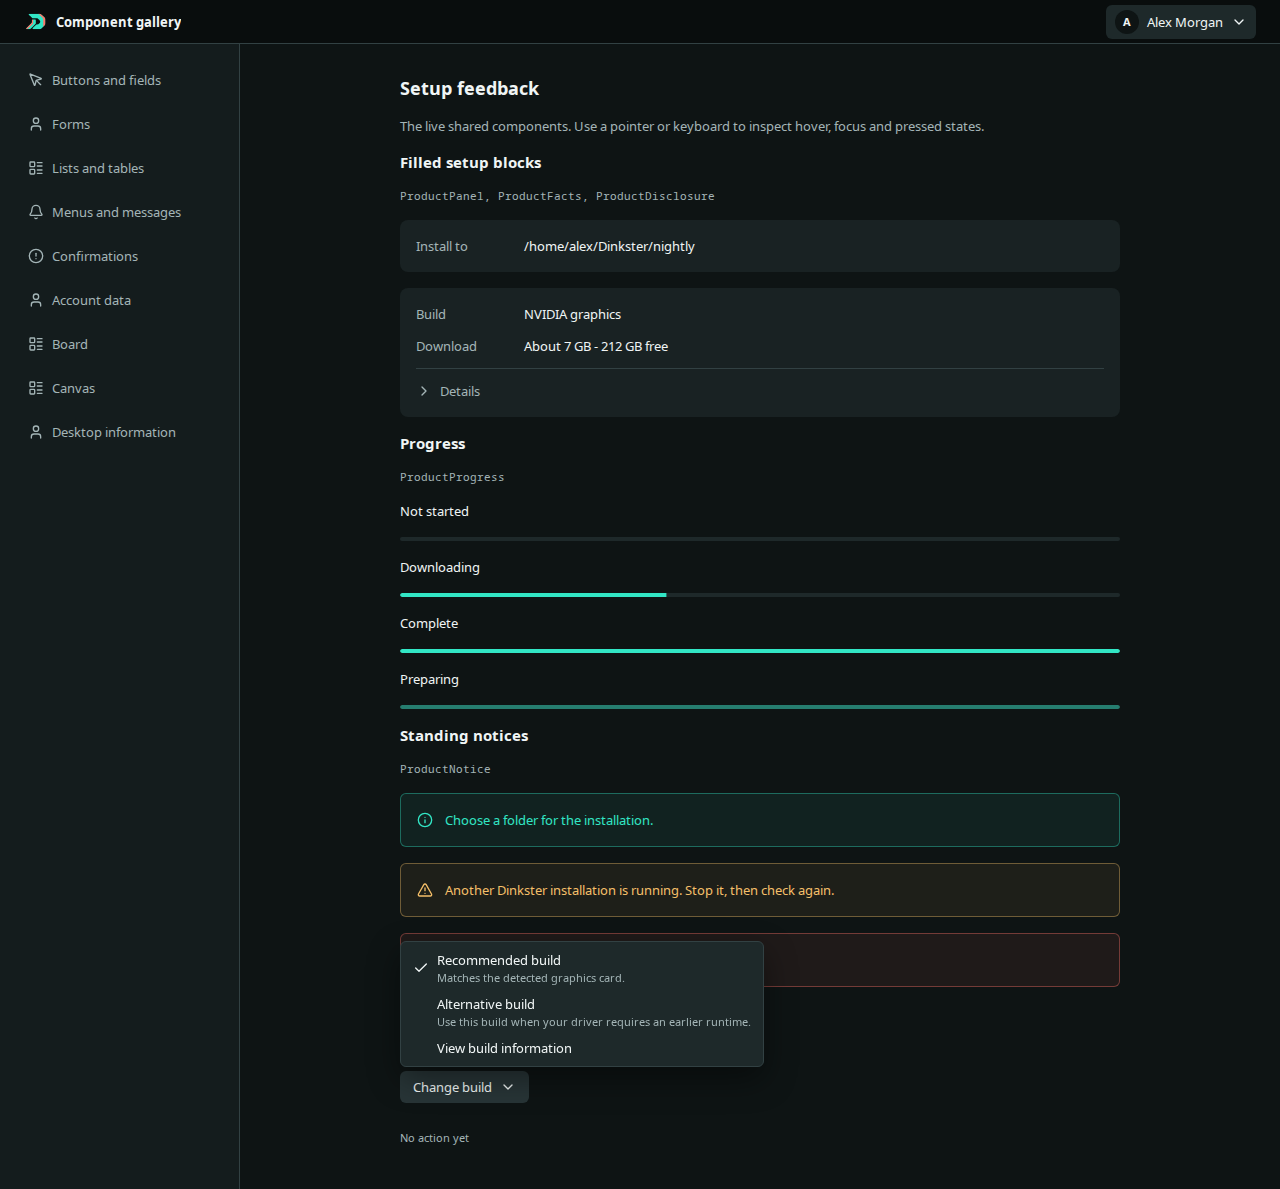 Component gallery
A Alex Morgan
Buttons and fields
Forms
Lists and tables
Menus and messages
Confirmations
Account data
Board
Canvas
Desktop information
Setup feedback
The live shared components. Use a pointer or keyboard to inspect hover, focus and pressed states.
Filled setup blocks
ProductPanel, ProductFacts, ProductDisclosure
Install to /home/alex/Dinkster/nightly
Build NVIDIA graphics
Download About 7 GB - 212 GB free
Details
Progress
ProductProgress
Not started
Downloading
Complete
Preparing
Standing notices
ProductNotice
Choose a folder for the installation.
Another Dinkster installation is running. Stop it, then check again.
Recommended build
Matches the detected graphics card.
Alternative build
Use this build when your driver requires an earlier runtime.
View build information
Change build
No action yet